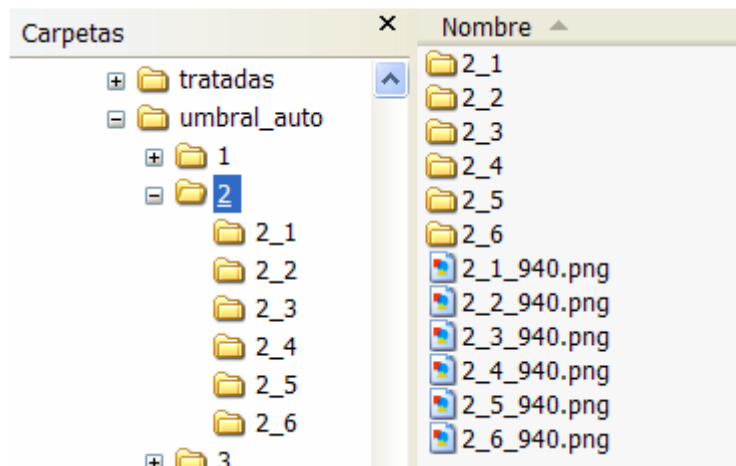 Carpetas
tratadas
umbral_auto
1
2
2_1
2_2
2_3
2_4
2_5
2_6
3
Nombre
2_1
2_2
2_3
2_4
2_5
2_6
2_1_940.png
2_2_940.png
2_3_940.png
2_4_940.png
2_5_940.png
2_6_940.png